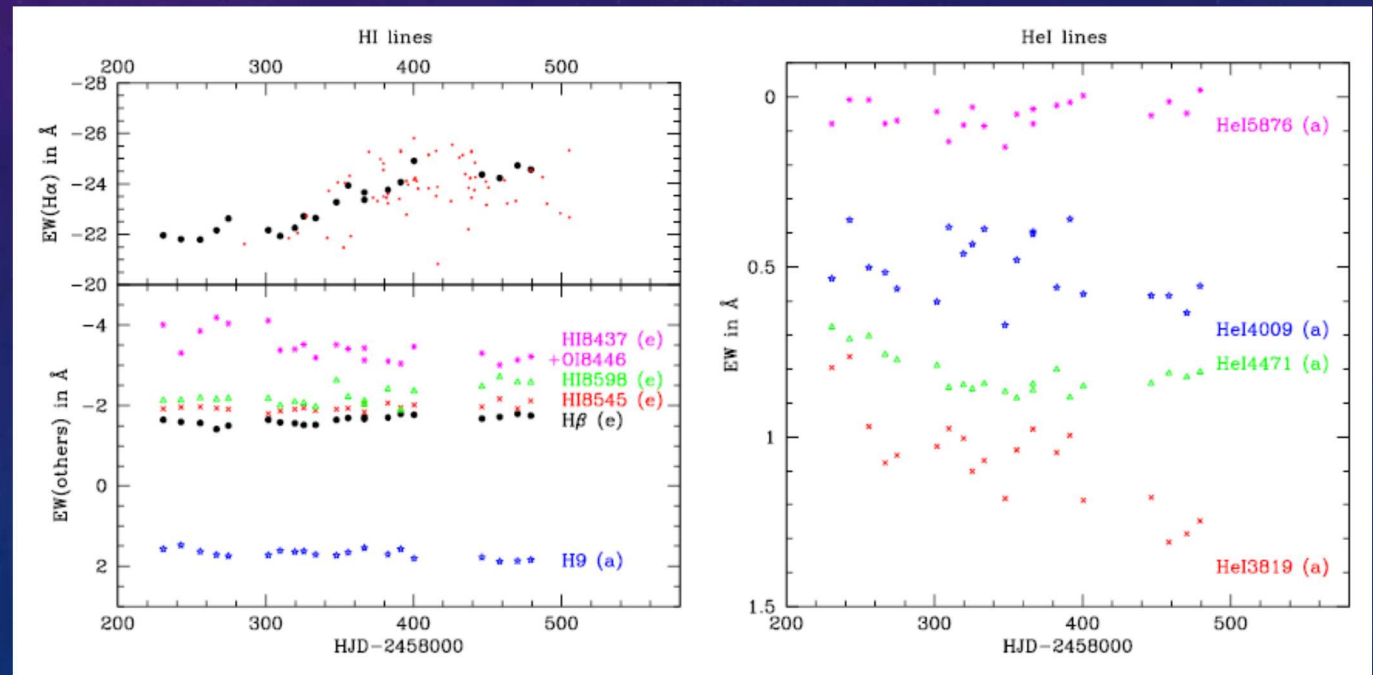 HI lines
200 300 400 500
-28
-26
-24
-22
-20
EW(Hα) in Å
-4
-2
0
2
EW(others) in Å
HI8437 (e)
+OI8446
HI8598 (e)
HI8545 (e)
Hβ (e)
H9 (a)
200 300 400 500
HJD-2458000
HeI lines
0
0.5
1
1.5
EW in Å
HeI5876 (a)
HeI4009 (a)
HeI4471 (a)
HeI3819 (a)
200 300 400 500
HJD-2458000